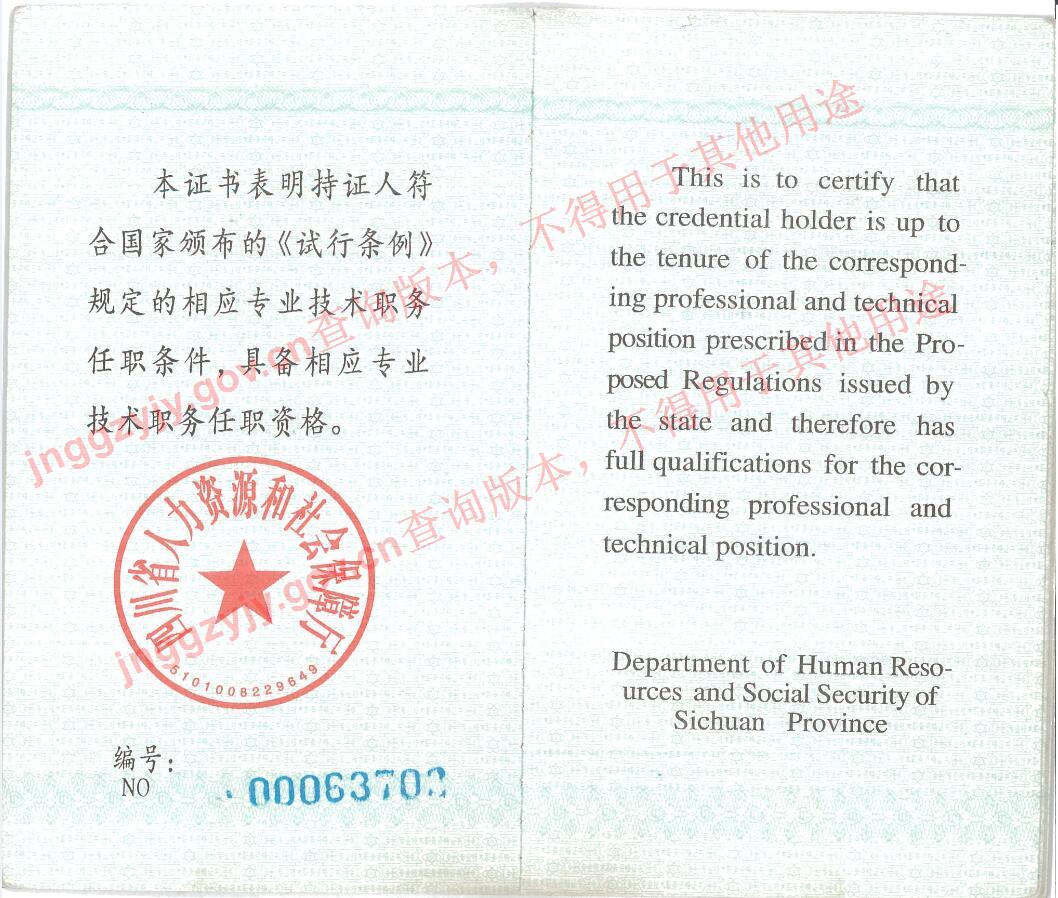 本证书表明持证人符
合国家颁布的《试行条例》
规定的相应专业技术职务
任职条件，具备相应专业
技术职务任职资格。
四川省人力资源和社会保障厅
5101008229649
编号：
NO
This is to certify that
the credential holder is up to
the tenure of the correspond-
ing professional and technical
position prescribed in the Pro-
posed Regulations issued by
the state and therefore has
full qualifications for the cor-
responding professional and
technical position.
Department of Human Reso-
urces and Social Security of
Sichuan Province
jnggzyjy.gov.cn查询版本，不得用于其他用途
jnggzyjy.gov.cn查询版本，不得用于其他用途